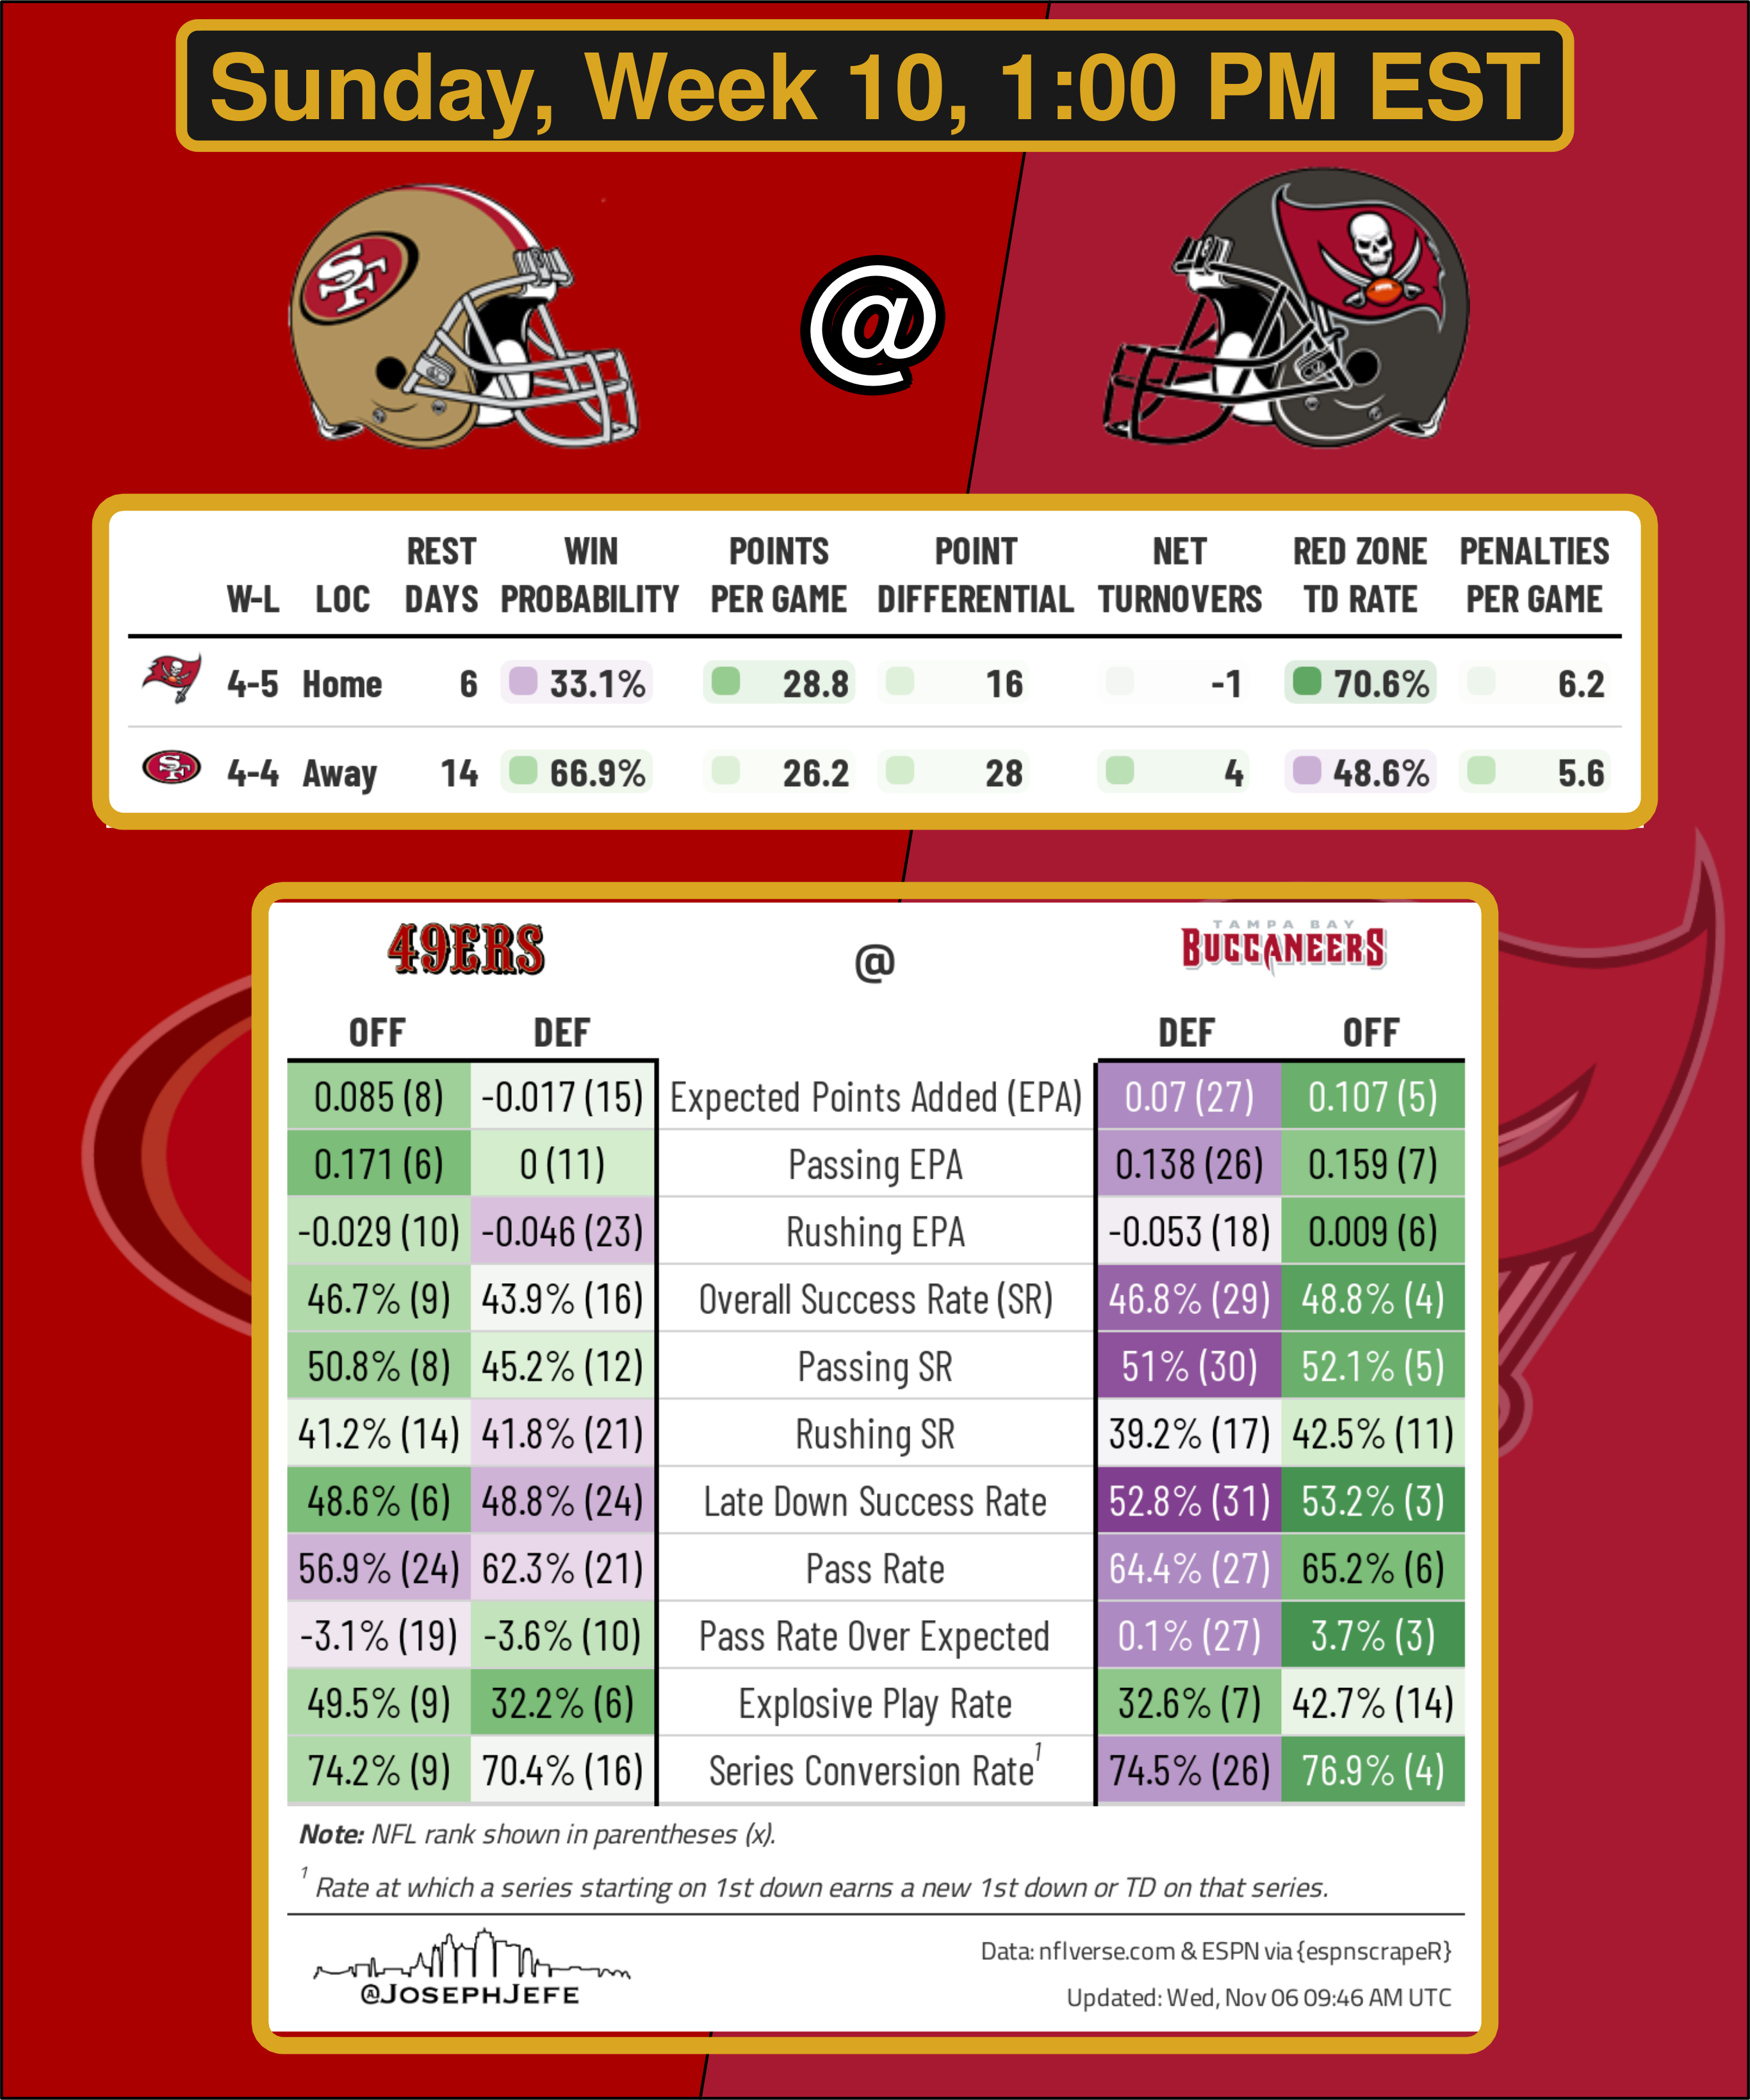 Sunday, Week 10, 1:00 PM EST
SF
@
W-L LOC REST DAYS WIN PROBABILITY POINTS PER GAME POINT DIFFERENTIAL NET TURNOVERS RED ZONE TD RATE PENALTIES PER GAME
4-5 Home 6 33.1% 28.8 16 -1 70.6% 6.2
SF 4-4 Away 14 66.9% 26.2 28 4 48.6% 5.6
49ERS @ TAMPA BAY BUCCANEERS
OFF DEF DEF OFF
0.085 (8) -0.017 (15) Expected Points Added (EPA) 0.07 (27) 0.107 (5)
0.171 (6) 0 (11) Passing EPA 0.138 (26) 0.159 (7)
-0.029 (10) -0.046 (23) Rushing EPA -0.053 (18) 0.009 (6)
46.7% (9) 43.9% (16) Overall Success Rate (SR) 46.8% (29) 48.8% (4)
50.8% (8) 45.2% (12) Passing SR 51% (30) 52.1% (5)
41.2% (14) 41.8% (21) Rushing SR 39.2% (17) 42.5% (11)
48.6% (6) 48.8% (24) Late Down Success Rate 52.8% (31) 53.2% (3)
56.9% (24) 62.3% (21) Pass Rate 64.4% (27) 65.2% (6)
-3.1% (19) -3.6% (10) Pass Rate Over Expected 0.1% (27) 3.7% (3)
49.5% (9) 32.2% (6) Explosive Play Rate 32.6% (7) 42.7% (14)
74.2% (9) 70.4% (16) Series Conversion Rate¹ 74.5% (26) 76.9% (4)
Note: NFL rank shown in parentheses (x).
¹ Rate at which a series starting on 1st down earns a new 1st down or TD on that series.
@JOSEPHJEFE
Data: nflverse.com & ESPN via {espnscrapeR}
Updated: Wed, Nov 06 09:46 AM UTC